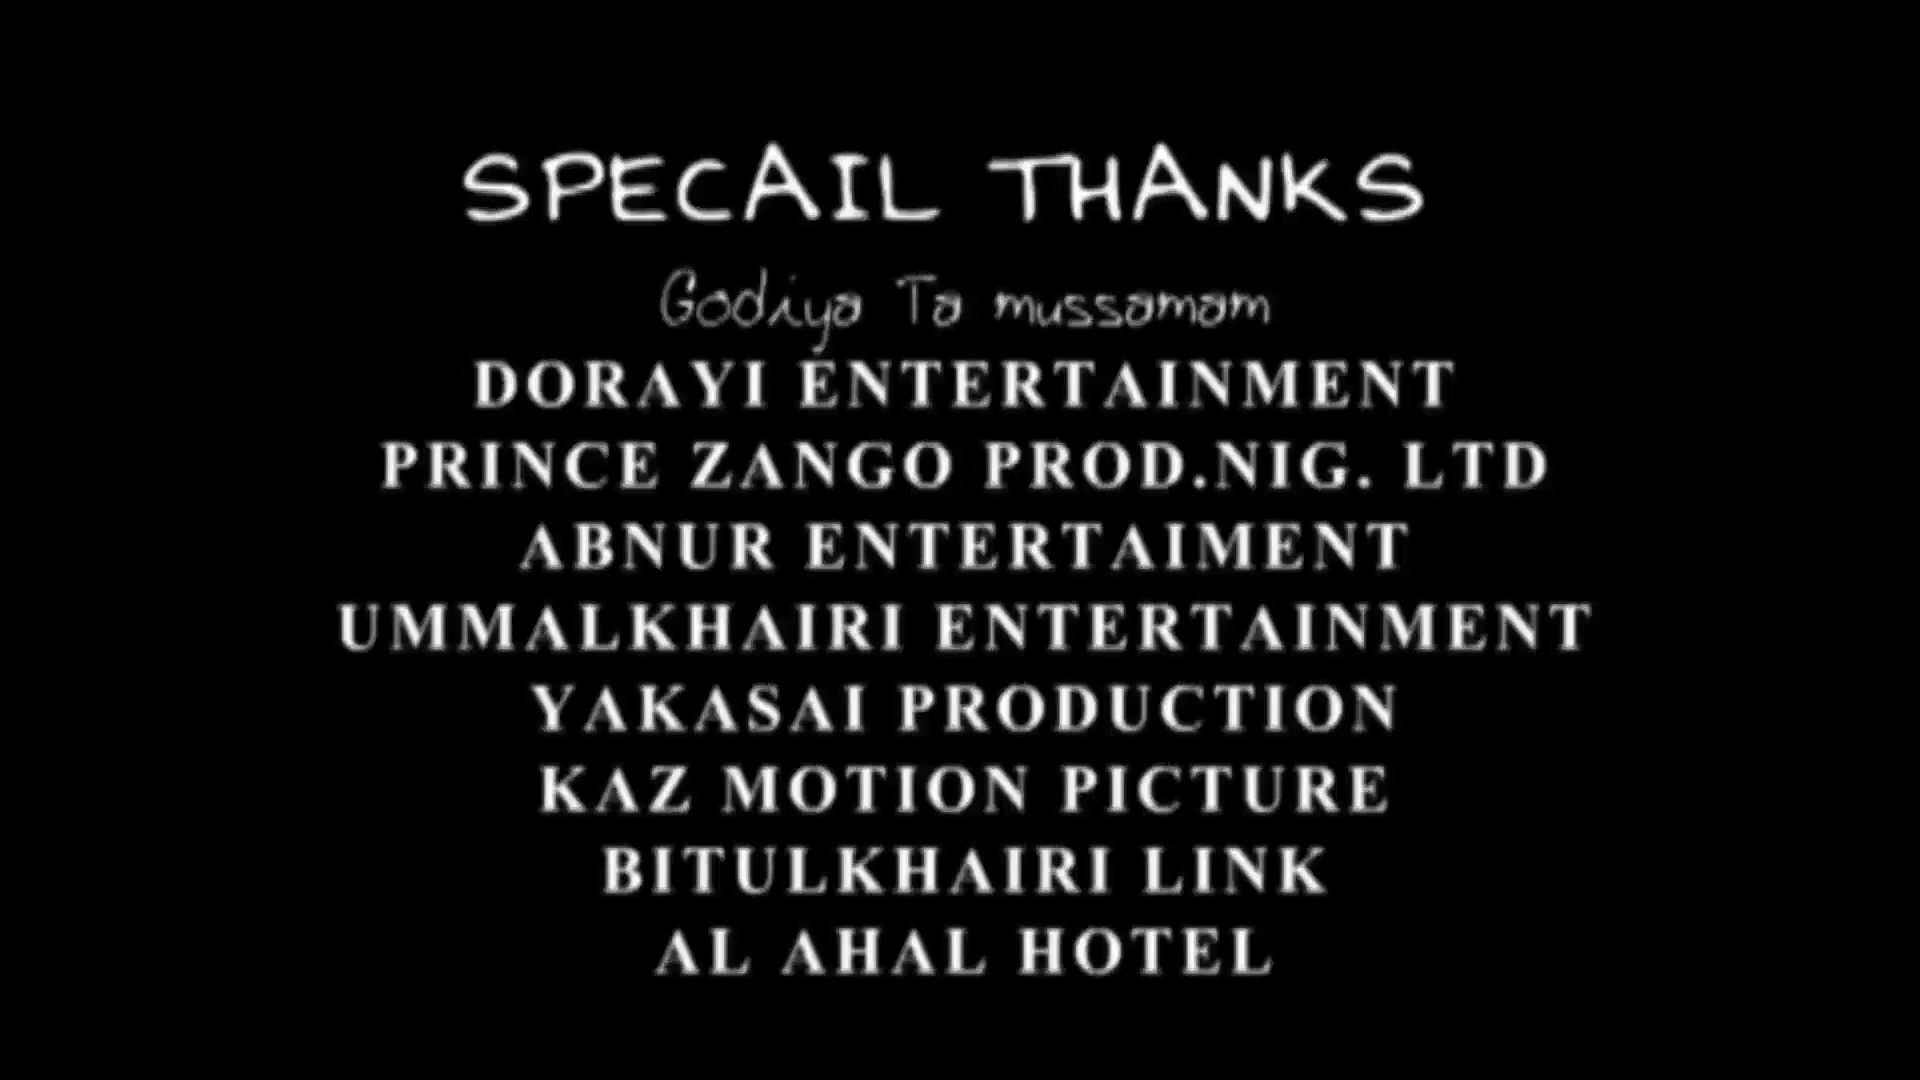 SPECAIL THANKS
Godiya Ta mussamam
DORAYI ENTERTAINMENT
PRINCE ZANGO PROD.NIG. LTD
ABNUR ENTERTAIMENT
UMMALKHAIRI ENTERTAINMENT
YAKASAI PRODUCTION
KAZ MOTION PICTURE
BITULKHAIRI LINK
AL AHAL HOTEL